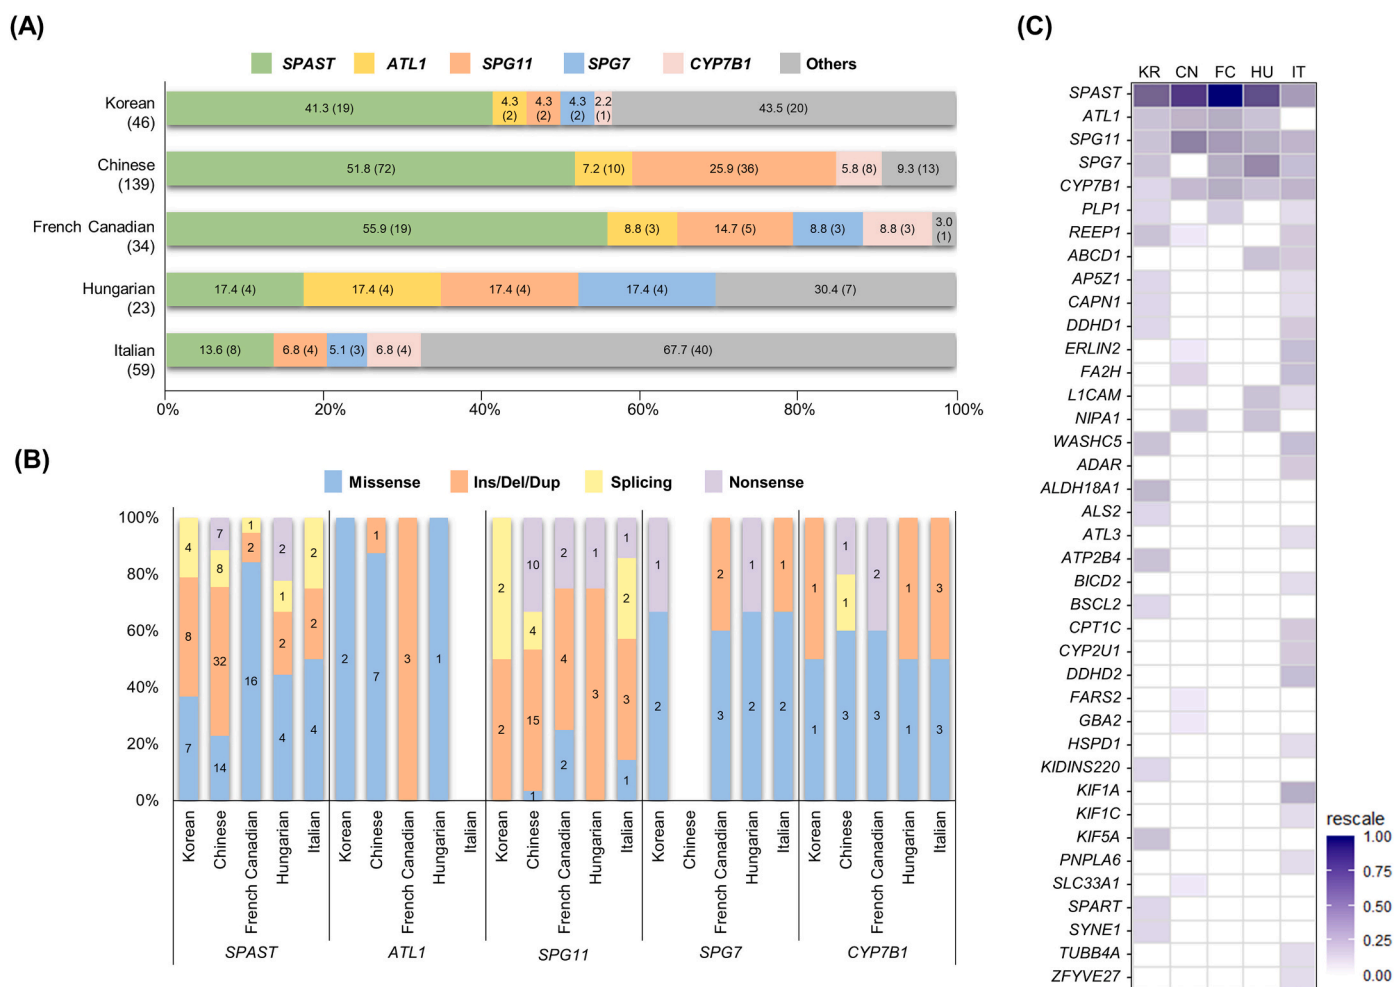 (A)
SPAST ATL1 SPG11 SPG7 CYP7B1 Others
Korean
(46)
41.3 (19) 4.3 (2) 4.3 (2) 4.3 (2) 2.2 (1) 43.5 (20)
Chinese
(139)
51.8 (72) 7.2 (10) 25.9 (36) 5.8 (8) 9.3 (13)
French Canadian
(34)
55.9 (19) 8.8 (3) 14.7 (5) 8.8 (3) 8.8 (3) 3.0 (1)
Hungarian
(23)
17.4 (4) 17.4 (4) 17.4 (4) 17.4 (4) 30.4 (7)
Italian
(59)
13.6 (8) 6.8 (4) 5.1 (3) 6.8 (4) 67.7 (40)
0% 20% 40% 60% 80% 100%
(B)
Missense Ins/Del/Dup Splicing Nonsense
100%
80%
60%
40%
20%
0%
4 8 7
7 8 32 14
1 2 16
2 1 2 4
2 2 4
2
1 7
3
1
2 2
10 4 15 1
2 4 2
1 3
1 2 3 1
1 2
2 3
1 2
1 2
1 1
1 1 3
2 3
1 1
3 3
Korean Chinese French Canadian Hungarian Italian
Korean Chinese French Canadian Hungarian Italian
Korean Chinese French Canadian Hungarian Italian
Korean Chinese French Canadian Hungarian Italian
Korean Chinese French Canadian Hungarian Italian
SPAST ATL1 SPG11 SPG7 CYP7B1
(C)
KR CN FC HU IT
SPAST
ATL1
SPG11
SPG7
CYP7B1
PLP1
REEP1
ABCD1
AP5Z1
CAPN1
DDHD1
ERLIN2
FA2H
L1CAM
NIPA1
WASHC5
ADAR
ALDH18A1
ALS2
ATL3
ATP2B4
BICD2
BSCL2
CPT1C
CYP2U1
DDHD2
FARS2
GBA2
HSPD1
KIDINS220
KIF1A
KIF1C
KIF5A
PNPLA6
SLC33A1
SPART
SYNE1
TUBB4A
ZFYVE27
rescale
1.00
0.75
0.50
0.25
0.00